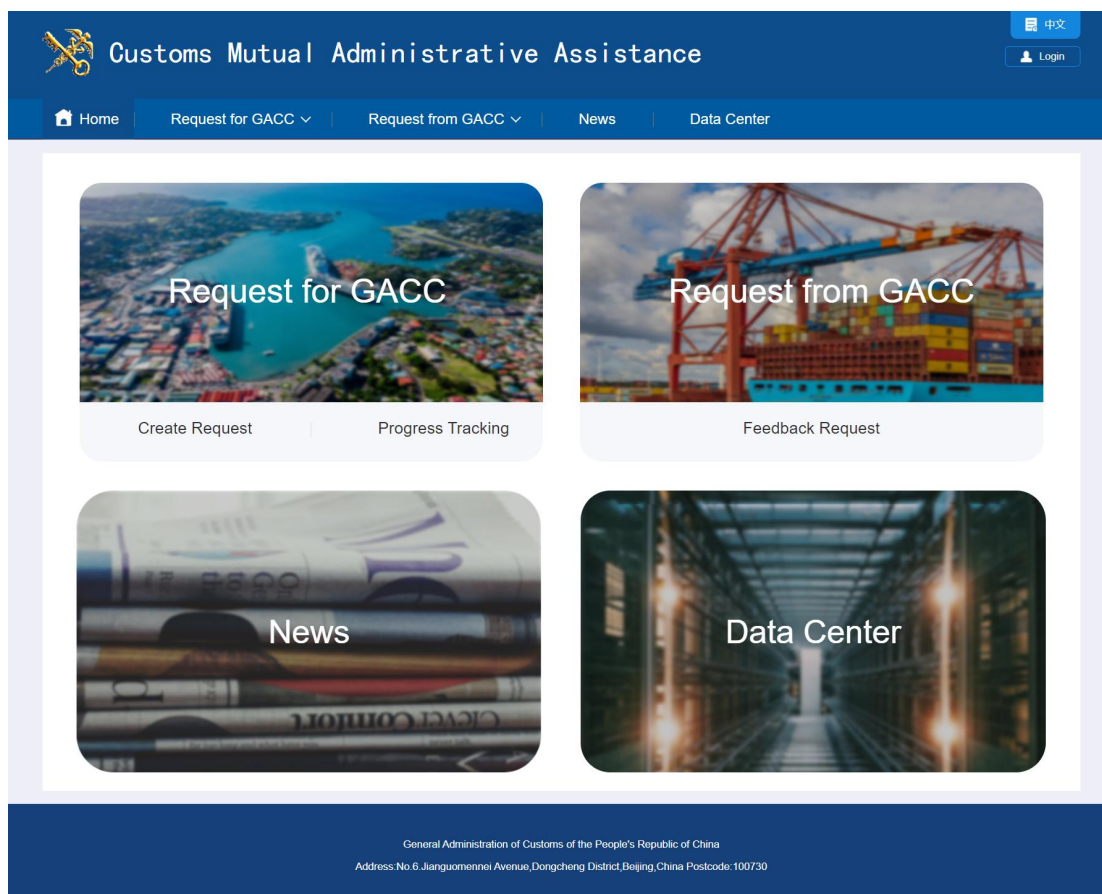 中文
Customs Mutual Administrative Assistance
Login
Home
Request for GACC
Request from GACC
News
Data Center
Request for GACC
Request from GACC
Create Request
Progress Tracking
Feedback Request
News
Data Center
Clever Comfort
General Administration of Customs of the People's Republic of China
Address:No.6.Jianguomennei Avenue,Dongcheng District,Beijing,China Postcode:100730